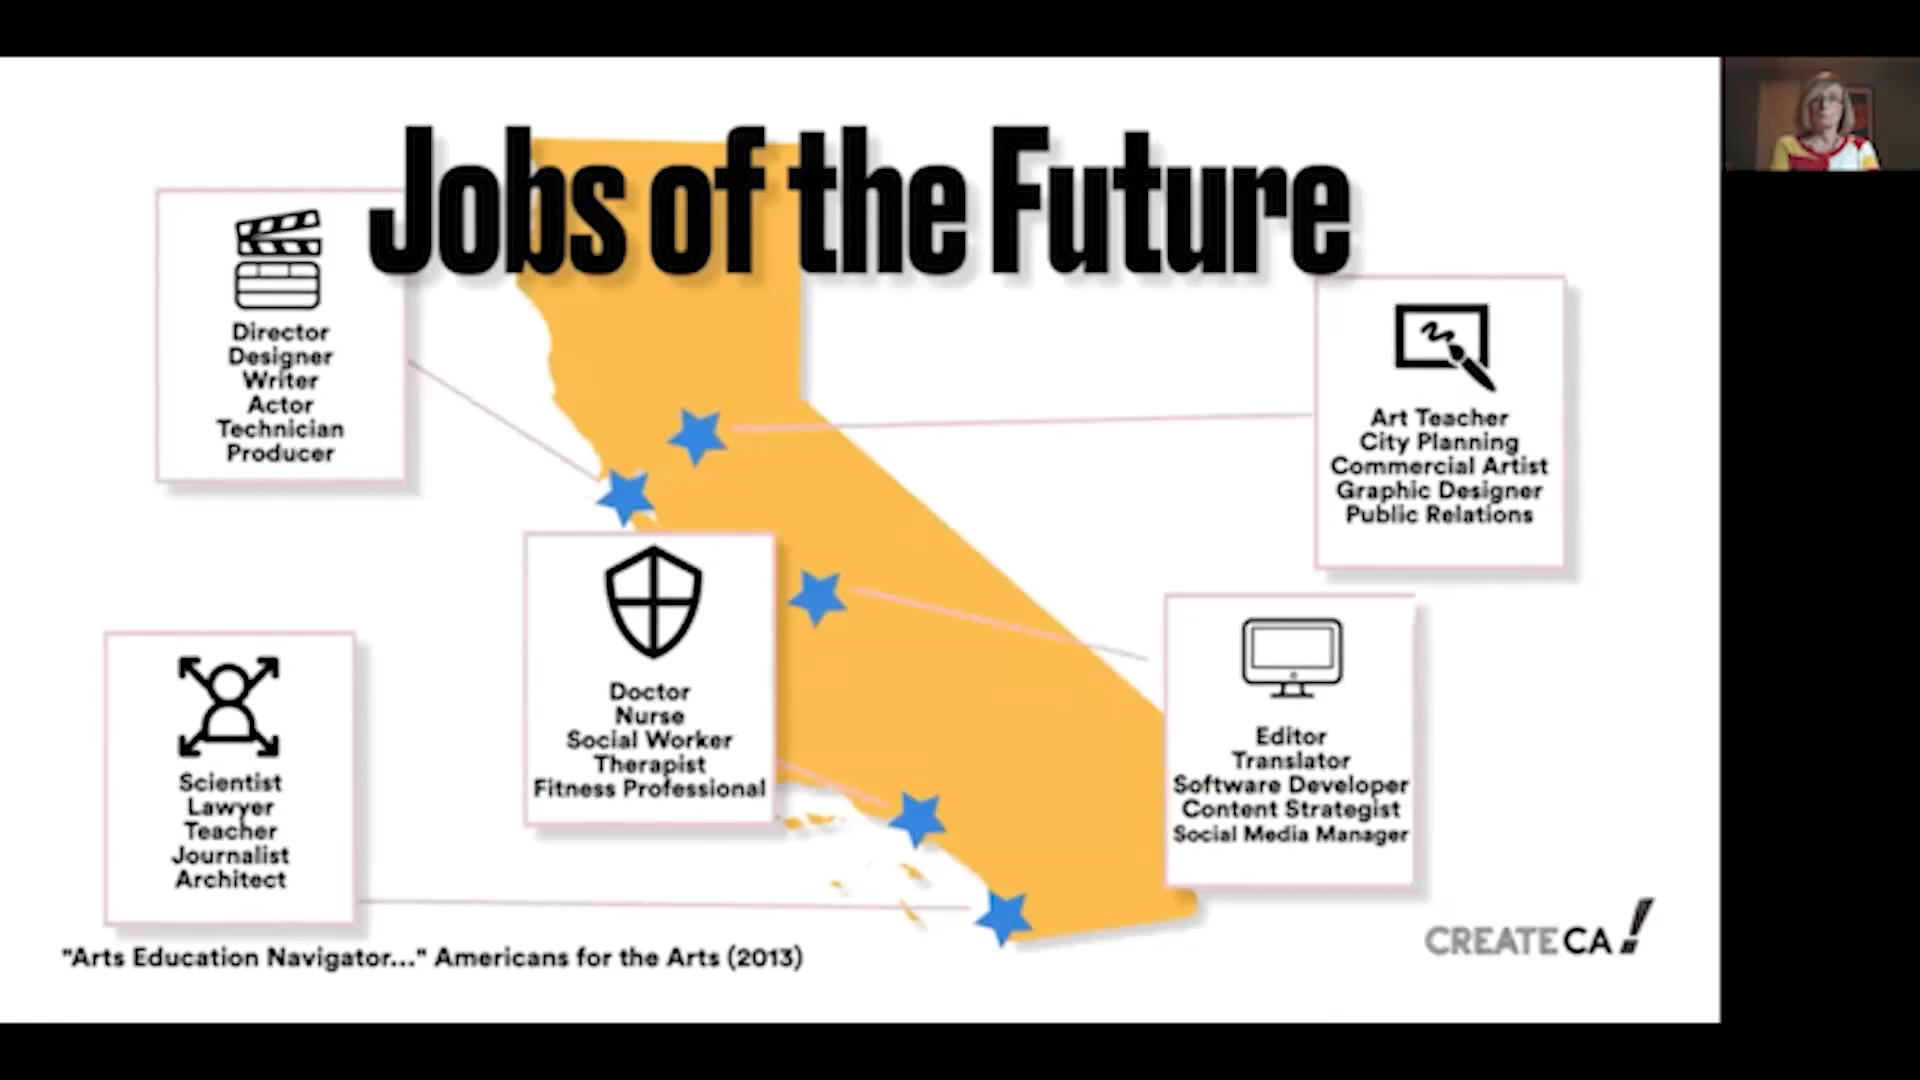 Jobs of the Future
Director
Designer
Writer
Actor
Technician
Producer
Art Teacher
City Planning
Commercial Artist
Graphic Designer
Public Relations
Doctor
Nurse
Social Worker
Therapist
Fitness Professional
Editor
Translator
Software Developer
Content Strategist
Social Media Manager
Scientist
Lawyer
Teacher
Journalist
Architect
CREATE CA!
"Arts Education Navigator..." Americans for the Arts (2013)